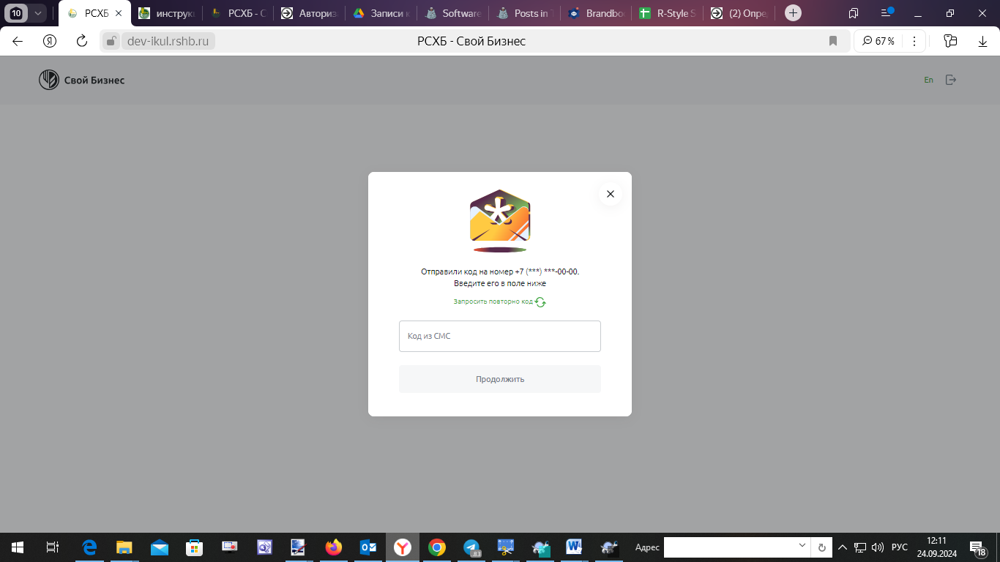 10
РСХБ
инструкц
РСХБ - С
Авториз
Записи к
Software
Posts in
Brandbo
R-Style S
(2) Опре
Я
dev-ikul.rshb.ru
РСХБ - Свой Бизнес
67 %
Свой Бизнес
En
Отправили код на номер +7 (***) ***-00-00.
Введите его в поле ниже
Запросить повторно код
Код из СМС
Продолжить
83
Адрес
РУС
12:11
24.09.2024
18